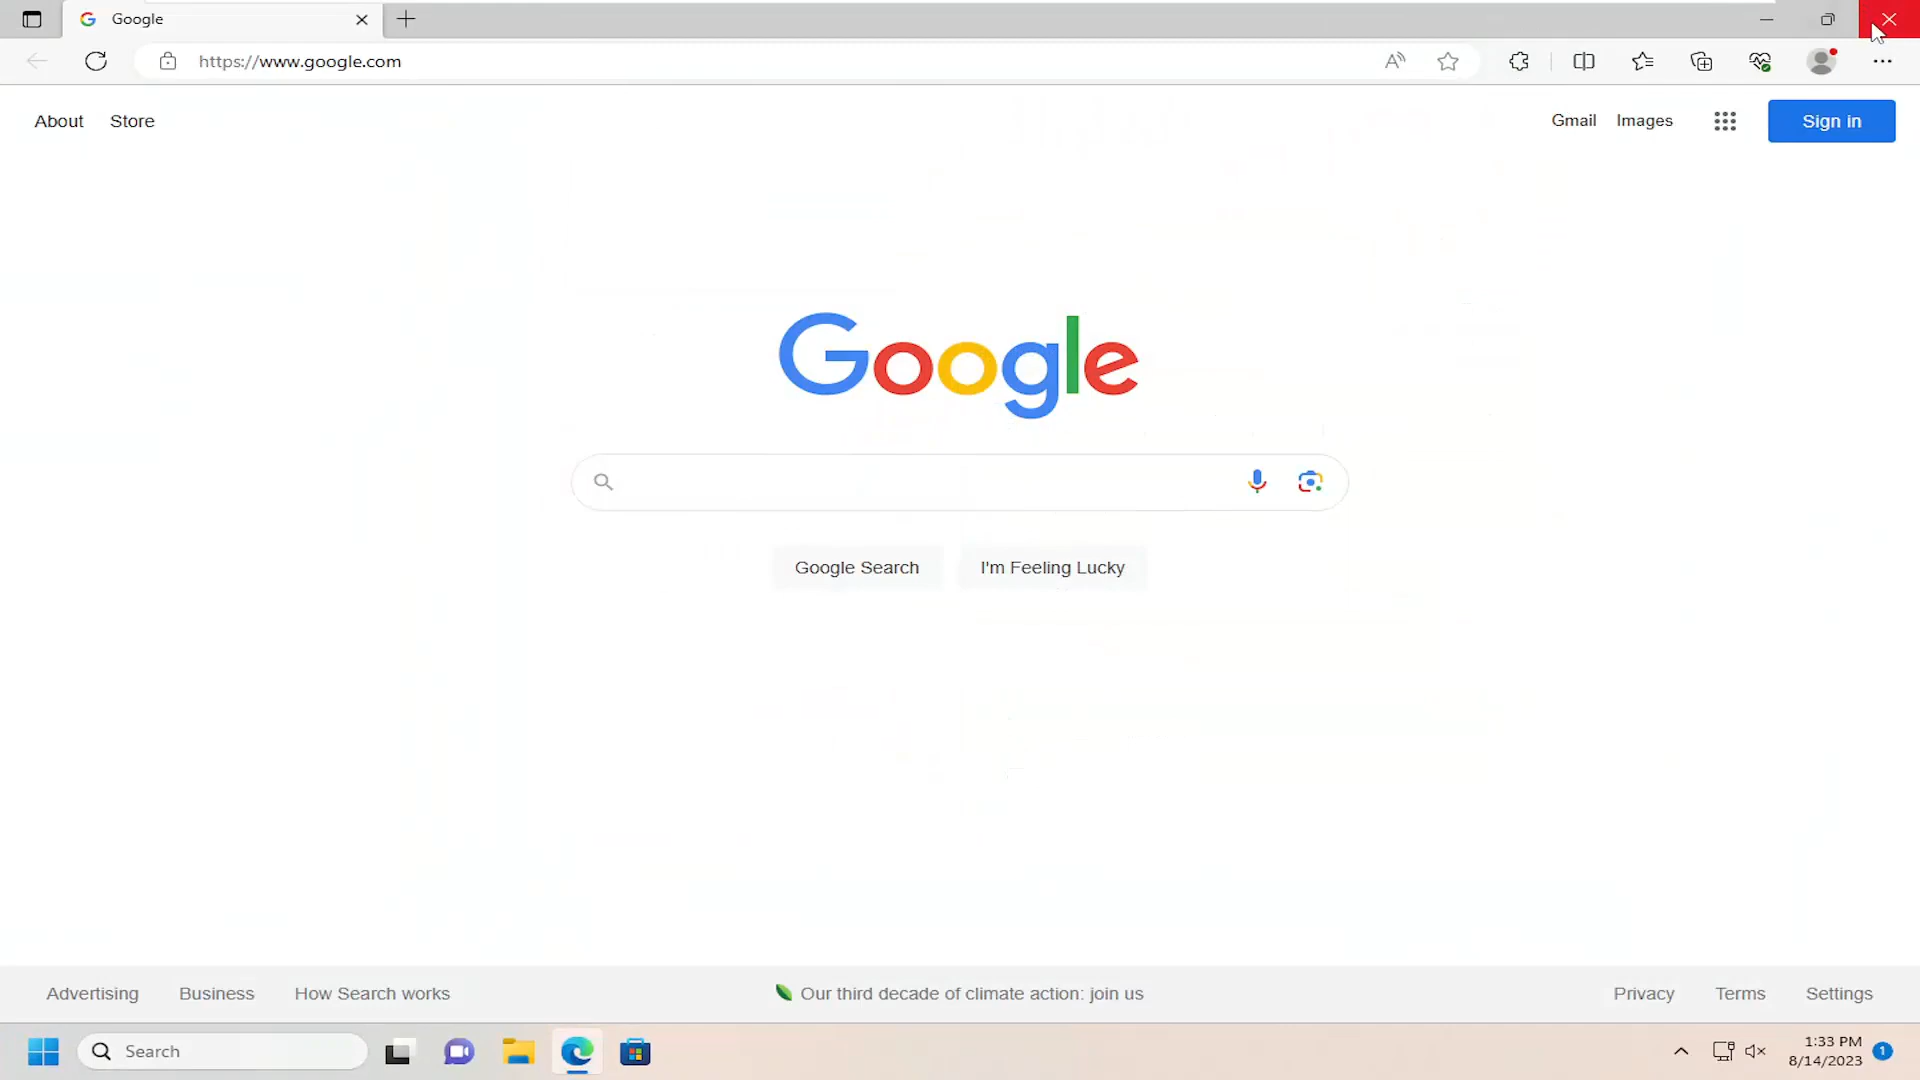 Google
https://www.google.com
About Store
Gmail Images Sign in
Google
Google Search I'm Feeling Lucky
Advertising Business How Search works
Our third decade of climate action: join us
Privacy Terms Settings
Search
1:33 PM
8/14/2023
1